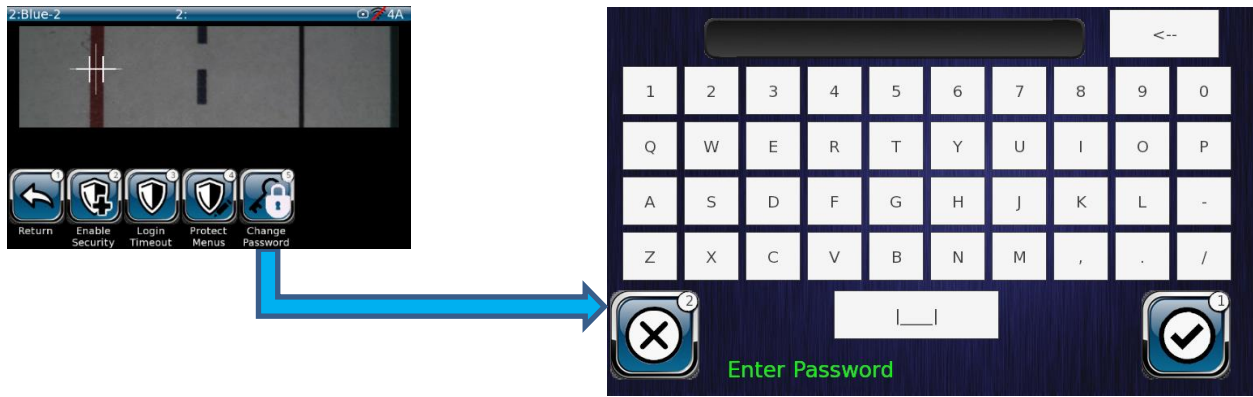 2:Blue-2 2: 4A
1 2 3 4 5
Return Enable Security Login Timeout Protect Menus Change Password
<--
1 2 3 4 5 6 7 8 9 0
Q W E R T Y U I O P
A S D F G H J K L -
Z X C V B N M , . /
2 |__| 1
Enter Password